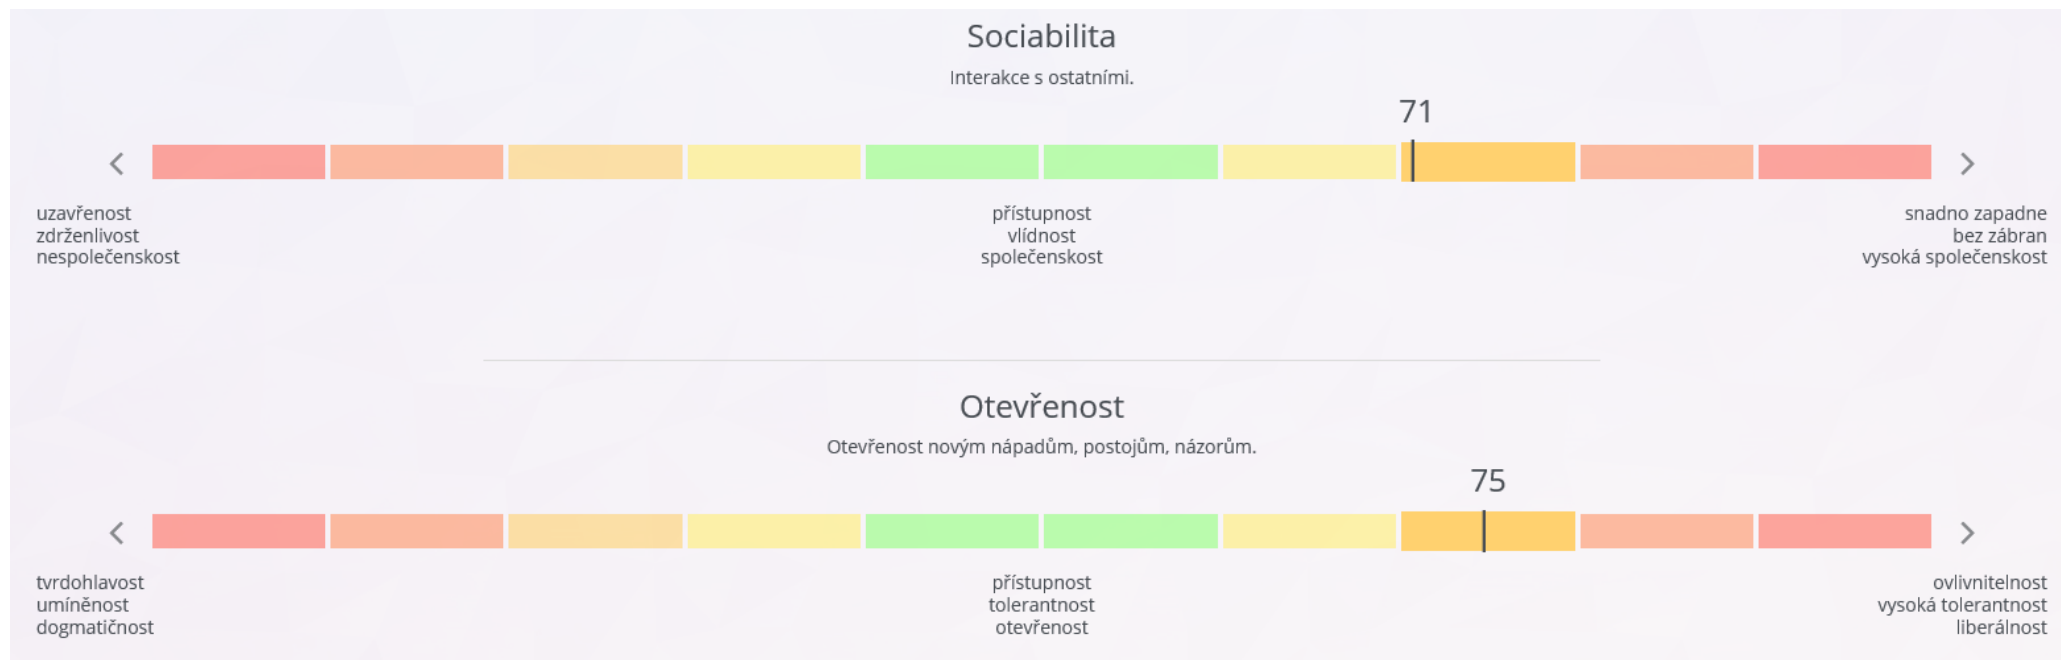 Sociabilita
Interakce s ostatními.
71
uzavřenost
zdrženlivost
nespolečenskost
přístupnost
vlídnost
společenskost
snadno zapadne
bez zábran
vysoká společenskost
Otevřenost
Otevřenost novým nápadům, postojům, názorům.
75
tvrdohlavost
umíněnost
dogmatičnost
přístupnost
tolerantnost
otevřenost
ovlivnitelnost
vysoká tolerantnost
liberálnost